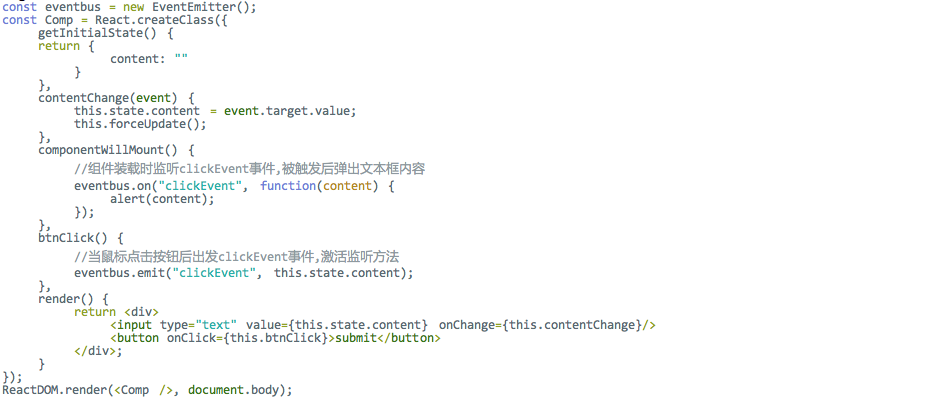 const eventbus = new EventEmitter();
const Comp = React.createClass({
getInitialState() {
return {
content: ""
}
},
contentChange(event) {
this.state.content = event.target.value;
this.forceUpdate();
},
componentWillMount() {
//组件装载时监听clickEvent事件,被触发后弹出文本框内容
eventbus.on("clickEvent", function(content) {
alert(content);
});
},
btnClick() {
//当鼠标点击按钮后出发clickEvent事件,激活监听方法
eventbus.emit("clickEvent", this.state.content);
},
render() {
return <div>
<input type="text" value={this.state.content} onChange={this.contentChange}/>
<button onClick={this.btnClick}>submit</button>
</div>;
}
});
ReactDOM.render(<Comp />, document.body);